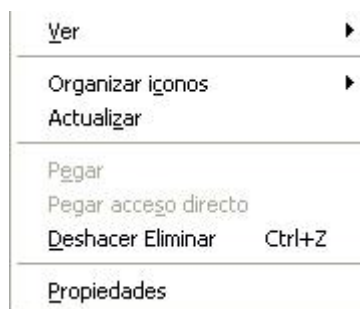 Ver
Organizar iconos
Actualizar
Pegar
Pegar acceso directo
Deshacer Eliminar Ctrl+Z
Propiedades